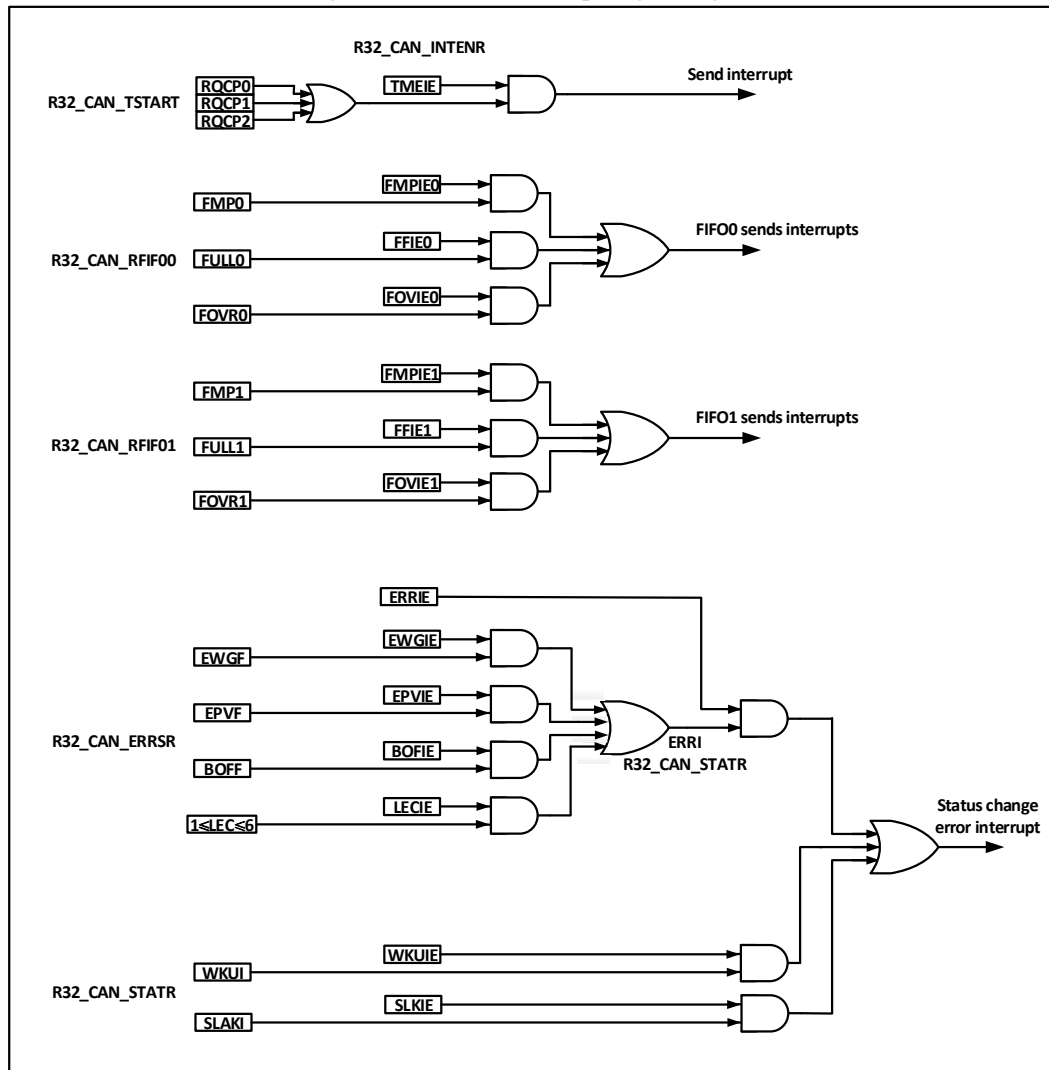 R32_CAN_INTENR
RQCP0
TMEIE
Send interrupt
R32_CAN_TSTART
RQCP1
RQCP2
FMPIE0
FMP0
FIFO0 sends interrupts
FFIE0
R32_CAN_RFIF00
FULL0
FOVIE0
FOVR0
FMPIE1
FMP1
FIFO1 sends interrupts
FFIE1
R32_CAN_RFIF01
FULL1
FOVIE1
FOVR1
ERRIE
EWGIE
EWGF
EPVIE
EPVF
R32_CAN_ERRSR
ERRI
BOFIE
R32_CAN_STATR
BOFF
LECIE
1≤LEC≤6
Status change
error interrupt
WKUIE
WKUI
R32_CAN_STATR
SLKIE
SLAKI